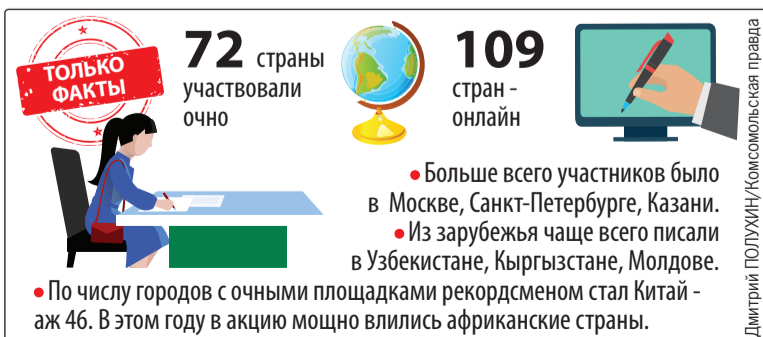 ТОЛЬКО
ФАКТЫ
72 страны
участвовали
очно
109
стран -
онлайн
• Больше всего участников было
в Москве, Санкт-Петербурге, Казани.
• Из зарубежья чаще всего писали
в Узбекистане, Кыргызстане, Молдове.
• По числу городов с очными площадками рекордсменом стал Китай -
аж 46. В этом году в акцию мощно влились африканские страны.
Дмитрий ПОЛУХИН/Комсомольская правда